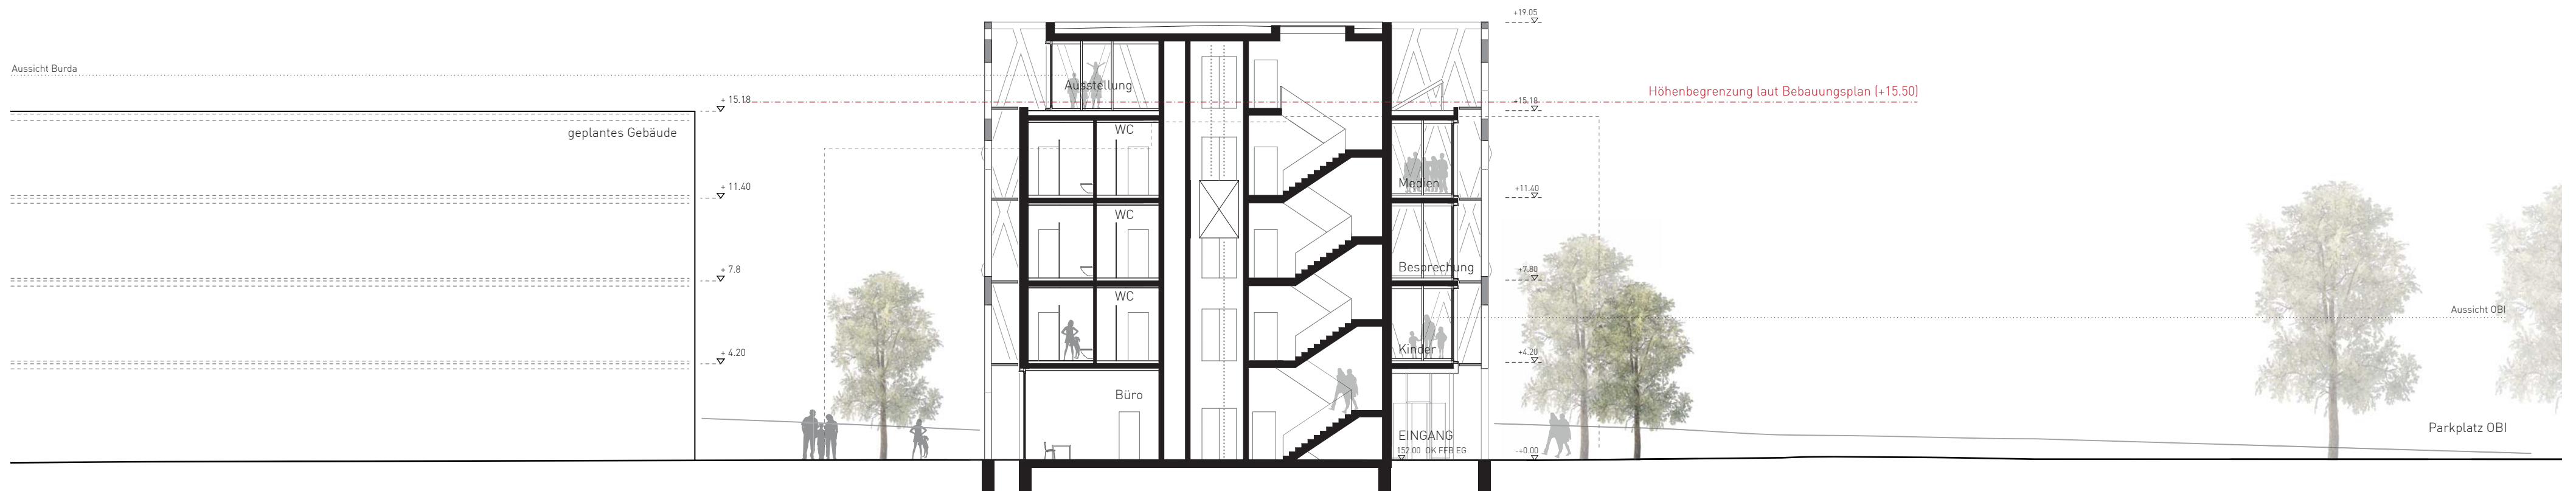 +19.05
Aussicht Burda
Ausstellung
Höhenbegrenzung laut Bebauungsplan (+15.50)
+ 15.18
+15.18
geplantes Gebäude
WC
Medien
+ 11.40
+11.40
WC
Besprechung
+ 7.8
+7.80
WC
Aussicht OBI
Kinder
+ 4.20
+4.20
Büro
Parkplatz OBI
EINGANG
152.00 OK FFB EG
-+0.00